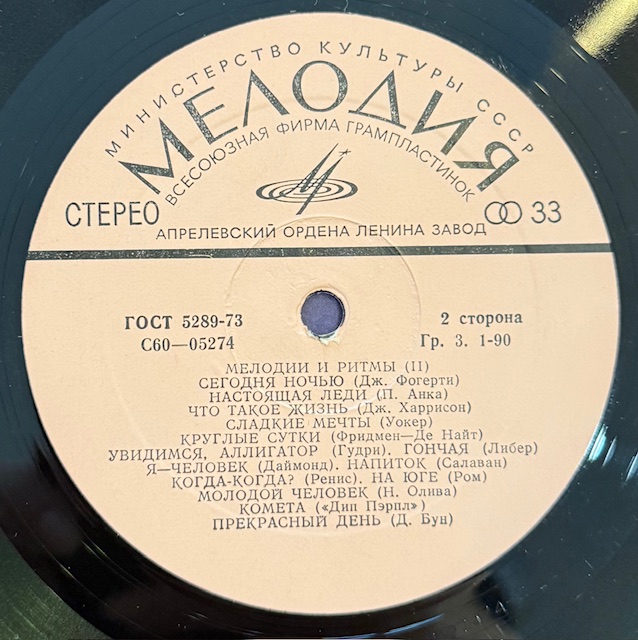 МИНИСТЕРСТВО КУЛЬТУРЫ СССР
МЕЛОДИЯ
ВСЕСОЮЗНАЯ ФИРМА ГРАМПЛАСТИНОК
СТЕРЕО
33
АПРЕЛЕВСКИЙ ОРДЕНА ЛЕНИНА ЗАВОД
ГОСТ 5289-73
2 сторона
С60—05274
Гр. 3. 1-90
МЕЛОДИИ И РИТМЫ (II)
СЕГОДНЯ НОЧЬЮ (Дж. Фогерти)
НАСТОЯЩАЯ ЛЕДИ (П. Анка)
ЧТО ТАКОЕ ЖИЗНЬ (Дж. Харрисон)
СЛАДКИЕ МЕЧТЫ (Уокер)
КРУГЛЫЕ СУТКИ (Фридмен—Де Найт)
УВИДИМСЯ, АЛЛИГАТОР (Гудри). ГОНЧАЯ (Либер)
Я—ЧЕЛОВЕК (Даймонд). НАПИТОК (Салаван)
КОГДА-КОГДА? (Ренис). НА ЮГЕ (Ром)
МОЛОДОЙ ЧЕЛОВЕК (Н. Олива)
КОМЕТА («Дип Пэрпл»)
ПРЕКРАСНЫЙ ДЕНЬ (Д. Бун)